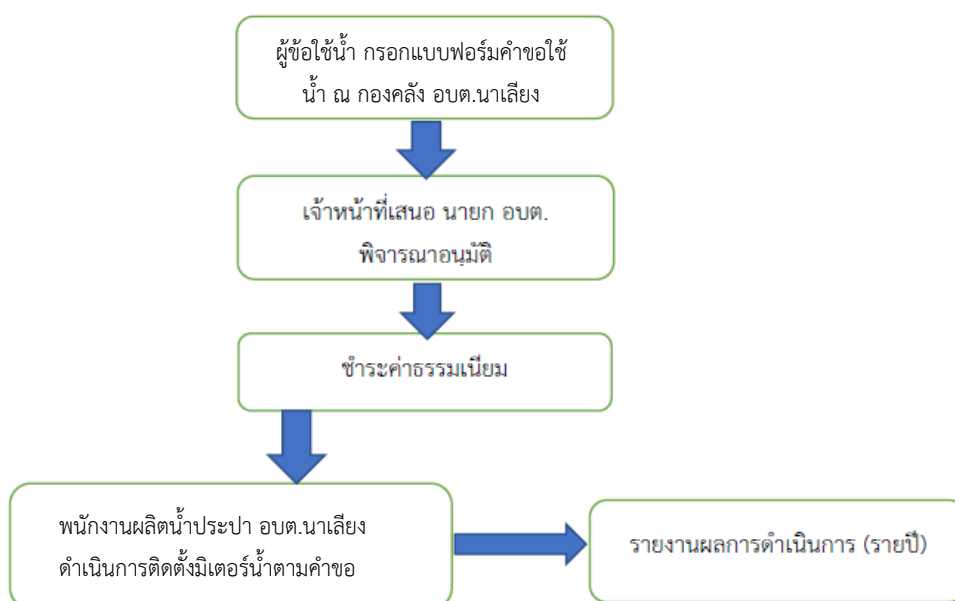 ผู้ข้อใช้น้ำ กรอกแบบฟอร์มคำขอใช้
น้ำ ณ กองคลัง อบต.นาเลียง
เจ้าหน้าที่เสนอ นายก อบต.
พิจารณาอนุมัติ
ชำระค่าธรรมเนียม
พนักงานผลิตน้ำประปา อบต.นาเลียง
ดำเนินการติดตั้งมิเตอร์น้ำตามคำขอ
รายงานผลการดำเนินการ (รายปี)